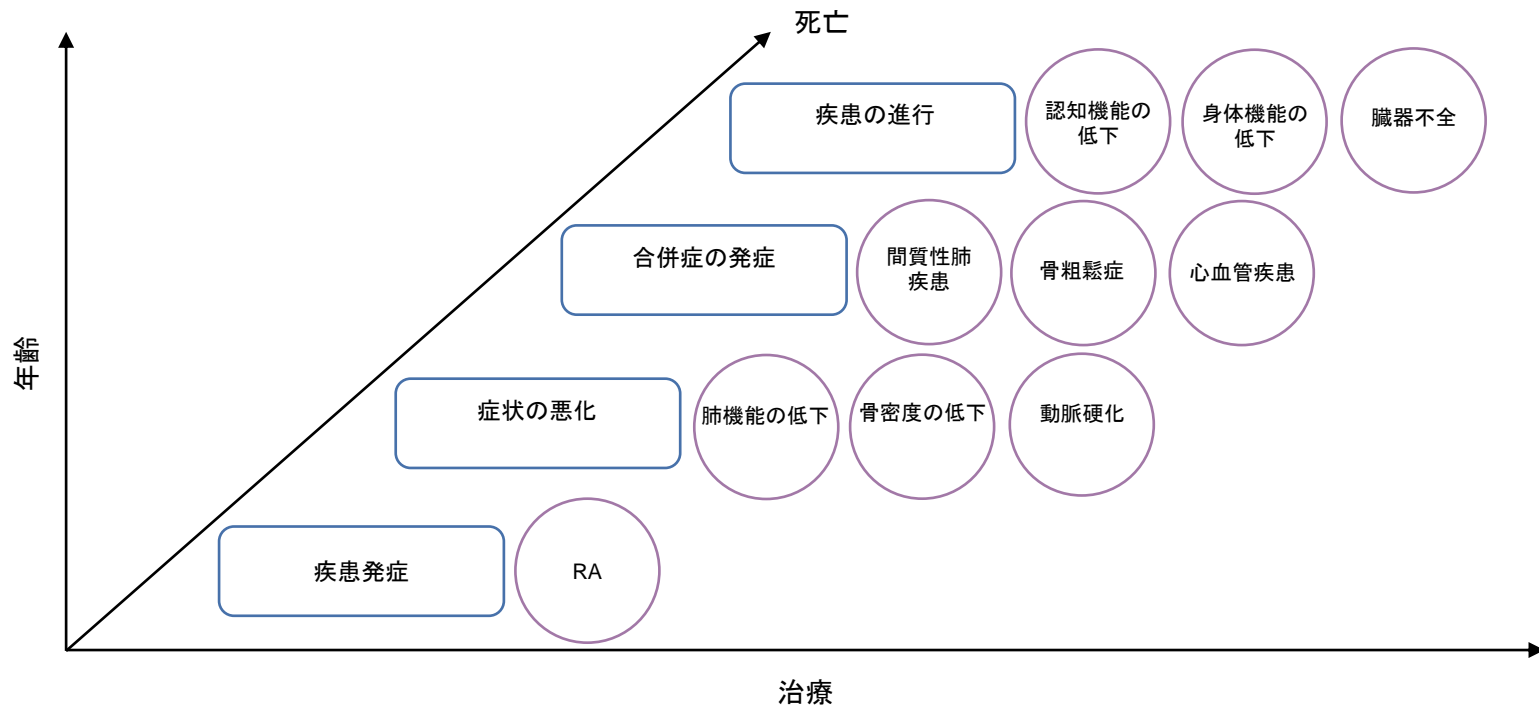 死亡
疾患の進行
認知機能の
低下
身体機能の
低下
臓器不全
合併症の発症
間質性肺
疾患
骨粗鬆症
心血管疾患
年齢
症状の悪化
肺機能の低下
骨密度の低下
動脈硬化
疾患発症
RA
治療